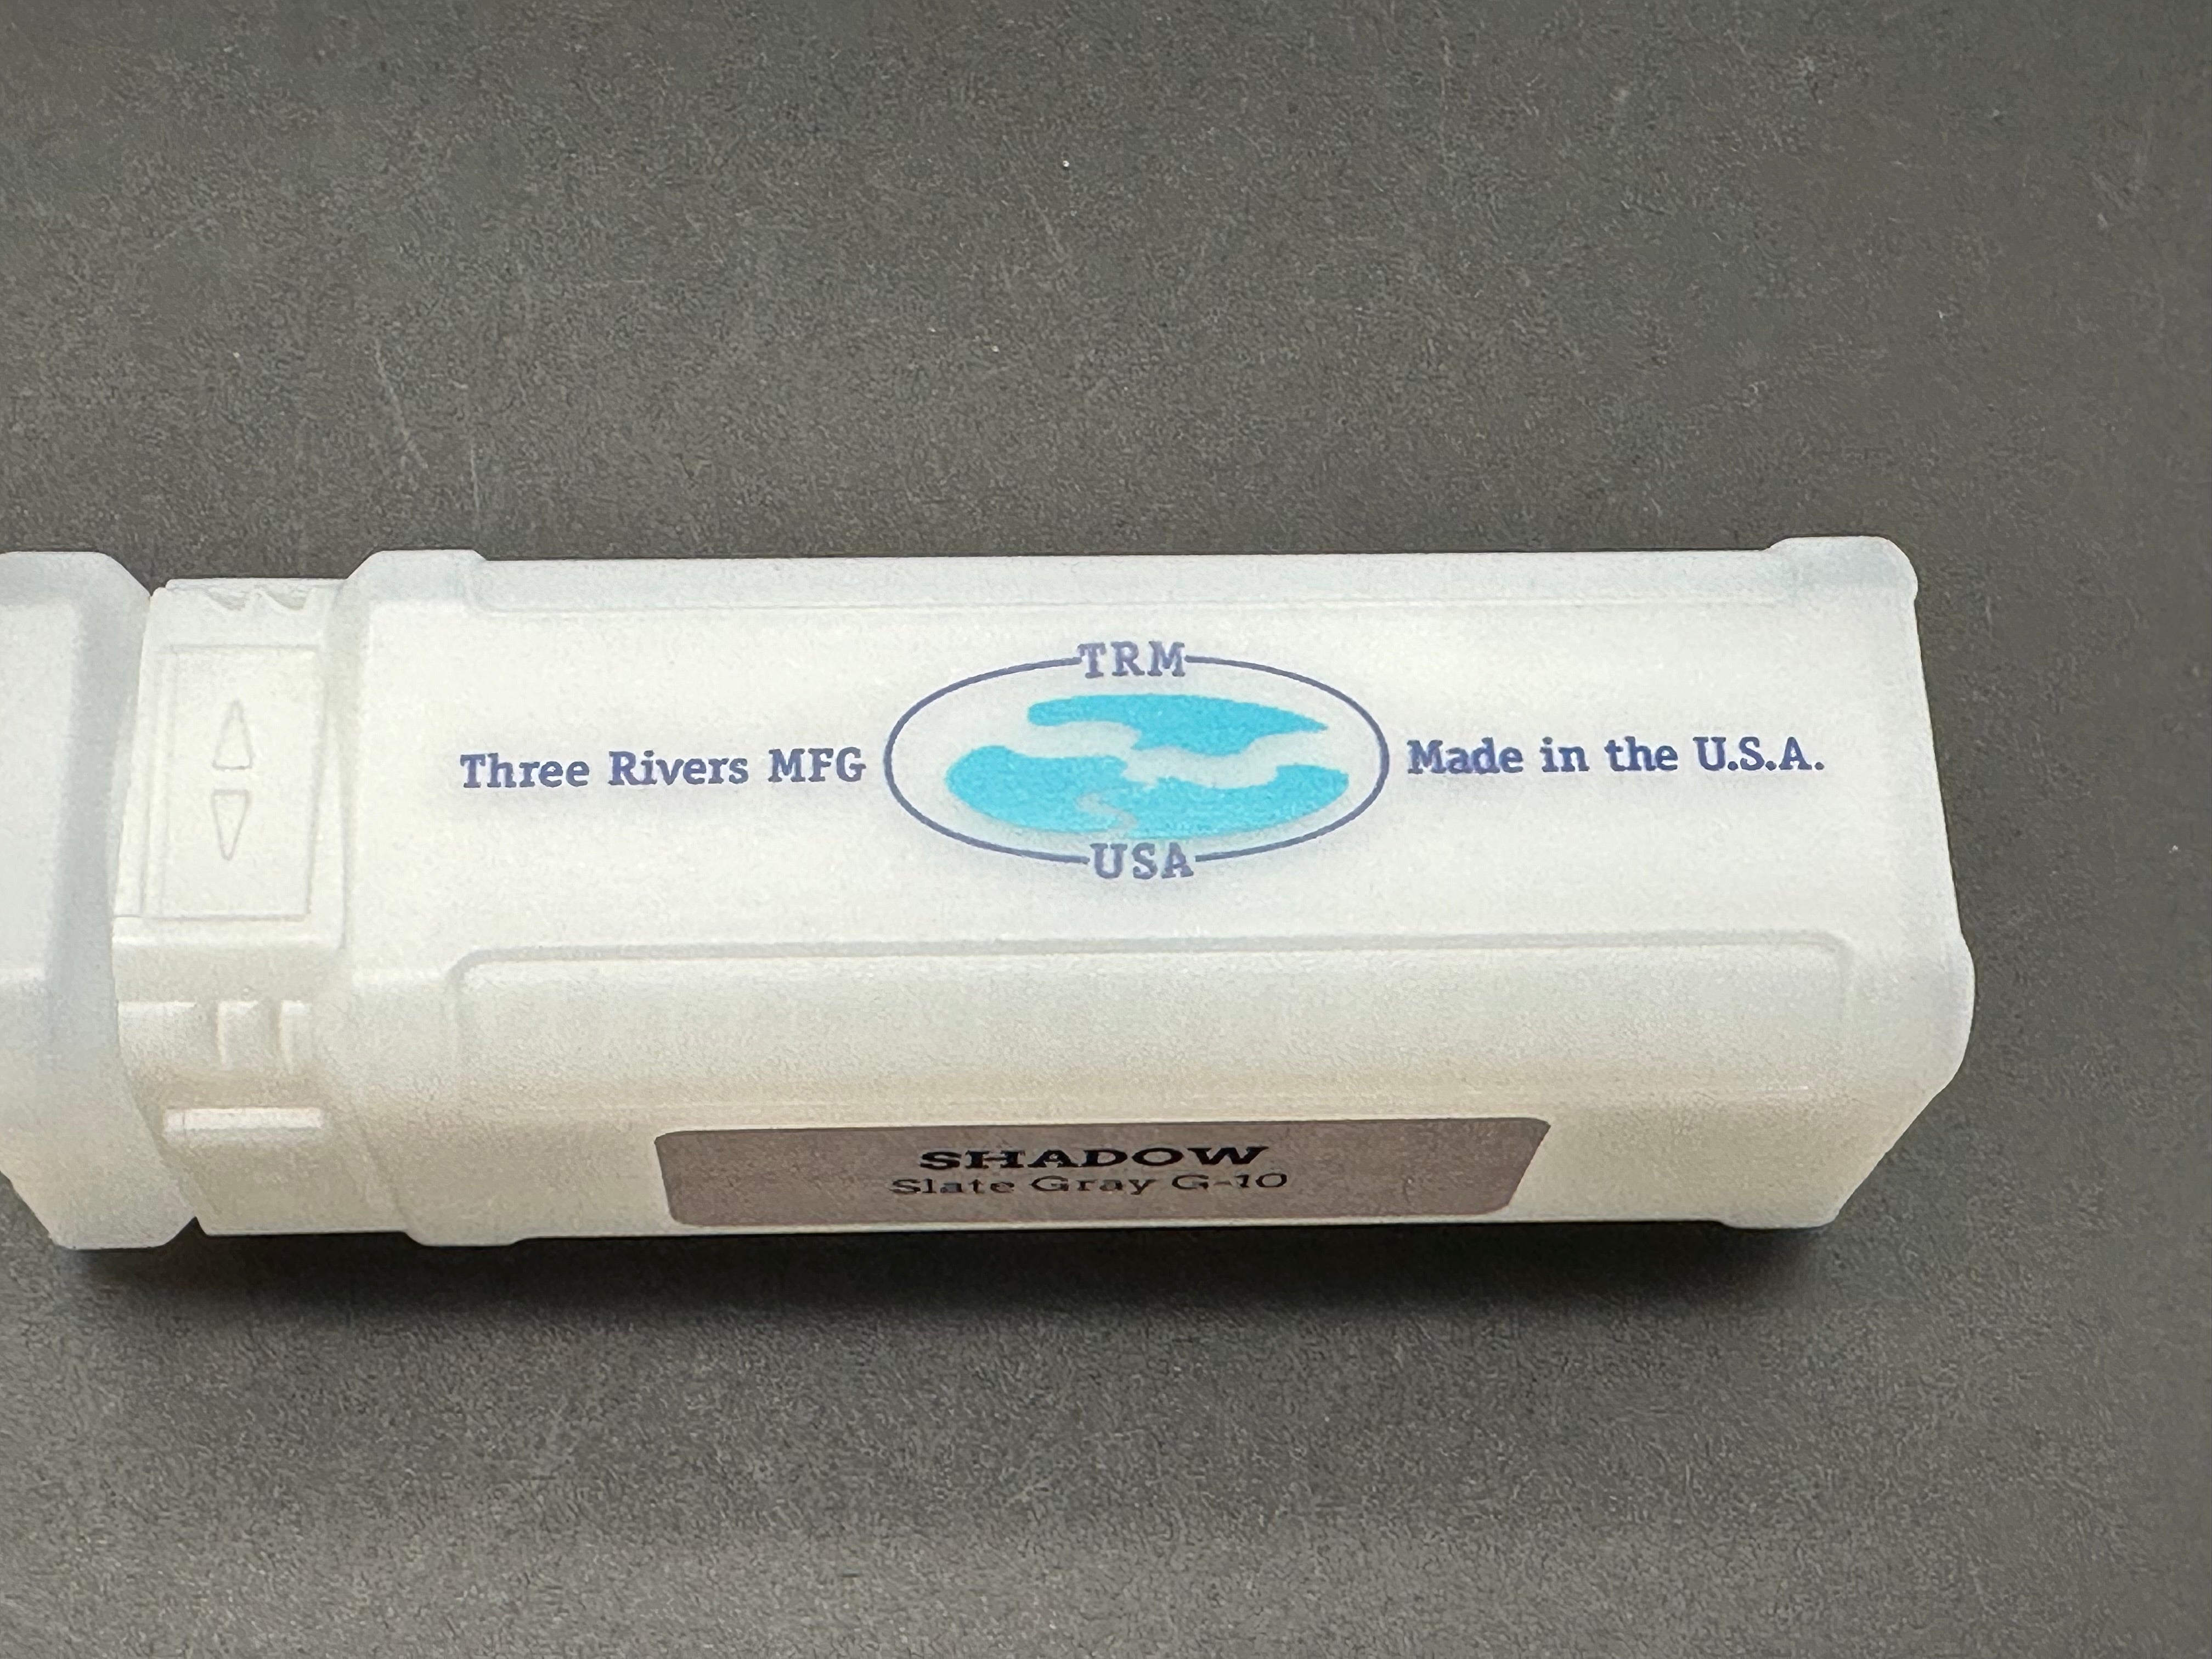 TRM
Three Rivers MFG
Made in the U.S.A.
USA
SHADOW
Slate Gray G-10